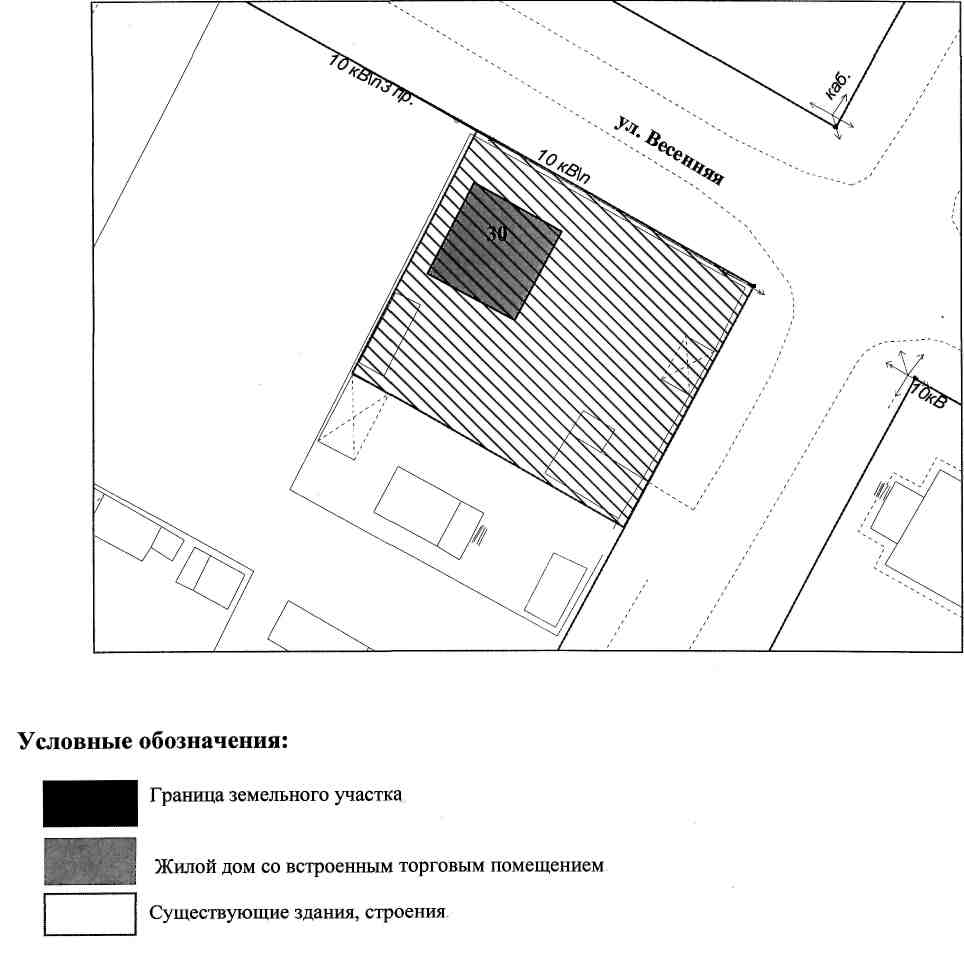 10 кВ\п3 пр.
каб.
ул. Весенняя
10 кВ\п
30
10кВ
Условные обозначения:
Граница земельного участка
Жилой дом со встроенным торговым помещением
Существующие здания, строения